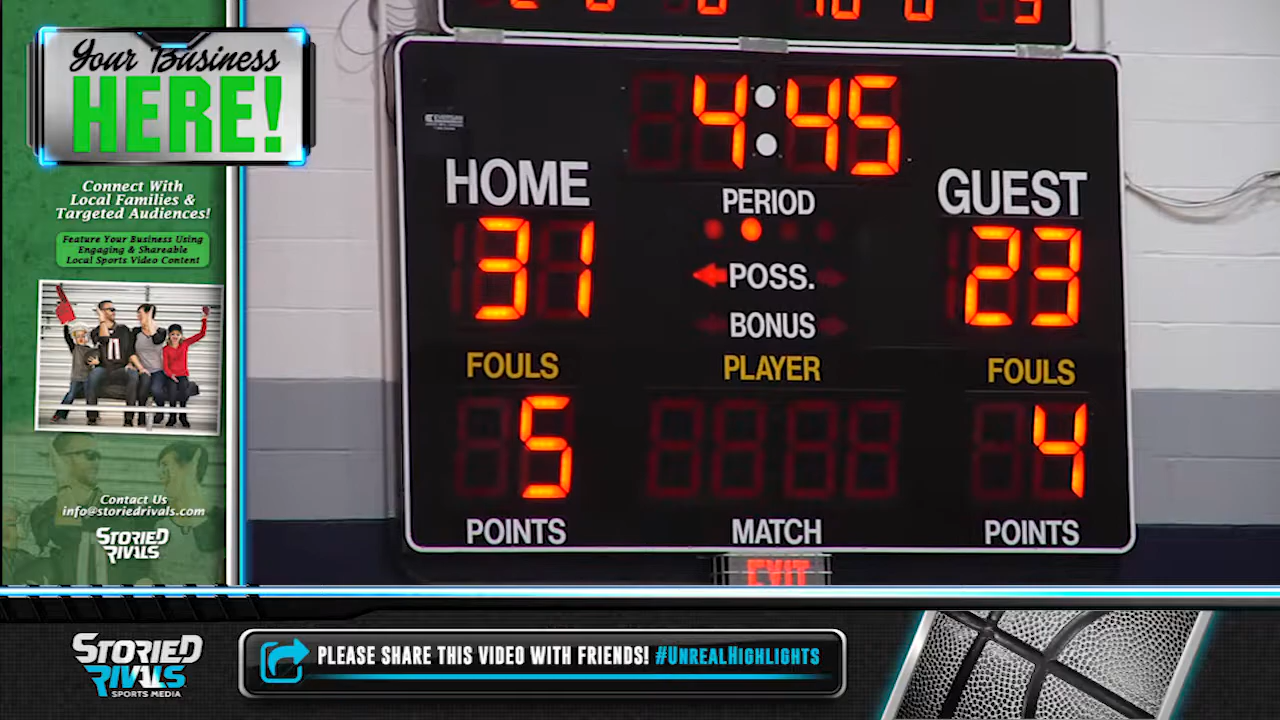 Your Business
HERE!
Connect With
Local Families &
Targeted Audiences!
Feature Your Business Using
Engaging & Shareable
Local Sports Video Content
Contact Us
info@storiedrivals.com
STORIED
RIVALS
4:45
HOME
GUEST
PERIOD
31
23
POSS.
BONUS
FOULS
PLAYER
FOULS
5
4
POINTS
MATCH
POINTS
EXIT
STORIED
RIVALS
SPORTS MEDIA
PLEASE SHARE THIS VIDEO WITH FRIENDS! #UNREALHIGHLIGHTS